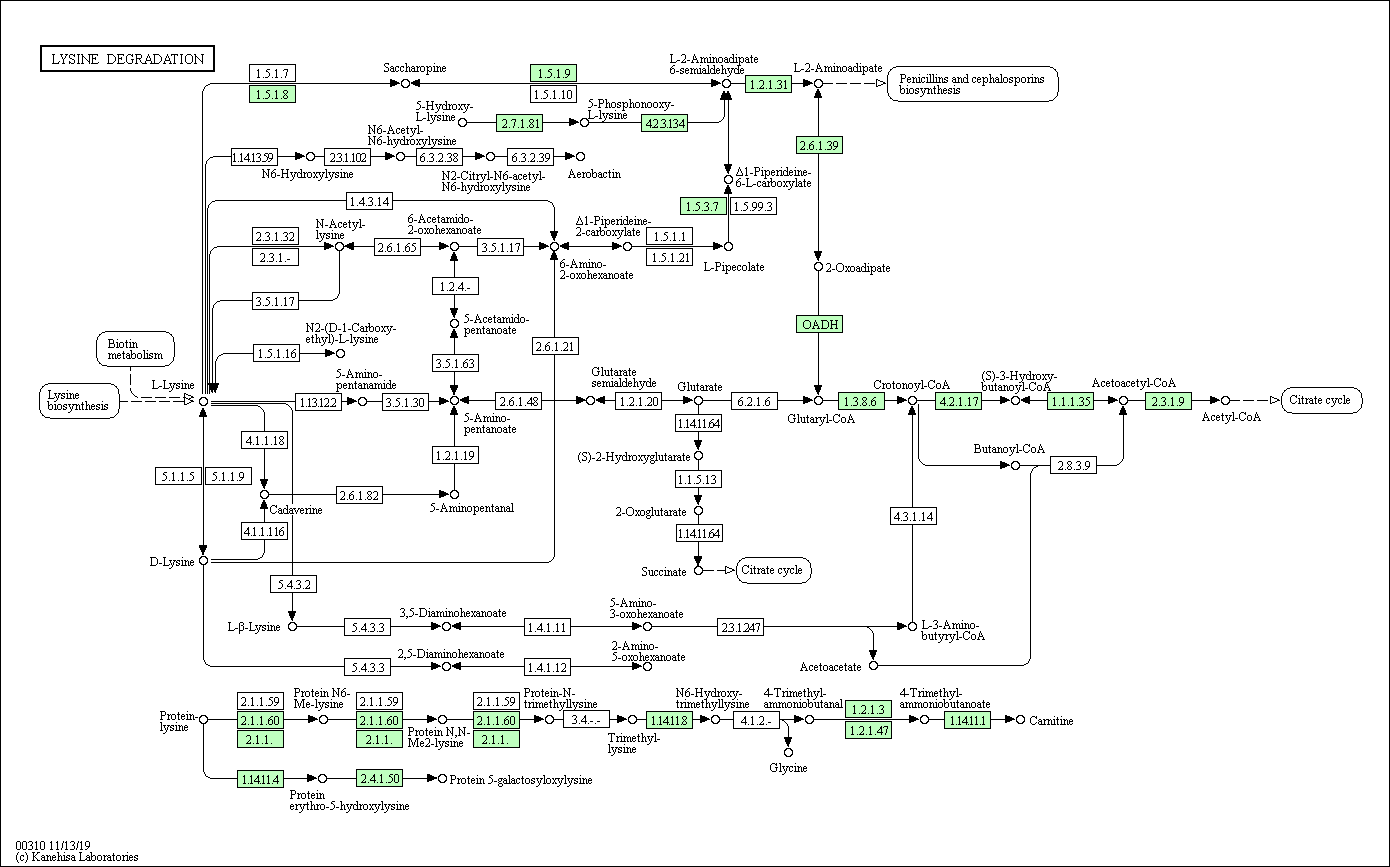 LYSINE DEGRADATION
1.5.1.7
1.5.1.8
Saccharopine
1.5.1.9
1.5.1.10
L-2-Aminoadipate
6-semialdehyde
1.2.1.31
L-2-Aminoadipate
Penicillins and cephalosporins
biosynthesis
5-Hydroxy-
L-lysine
2.7.1.81
5-Phosphonooxy-
L-lysine
4.2.3.134
N6-Acetyl-
N6-hydroxylysine
1.14.13.59
N6-Hydroxylysine
2.3.1.102
6.3.2.38
N2-Citryl-N6-acetyl-
N6-hydroxylysine
6.3.2.39
Aerobactin
2.6.1.39
Δ1-Piperideine-
6-L-carboxylate
1.4.3.14
1.5.3.7
1.5.99.3
2.3.1.32
2.3.1.-
N-Acetyl-
lysine
2.6.1.65
6-Acetamido-
2-oxohexanoate
3.5.1.17
6-Amino-
2-oxohexanoate
Δ1-Piperideine-
2-carboxylate
1.5.1.1
1.5.1.21
L-Pipecolate
2-Oxoadipate
1.2.4.-
3.5.1.17
5-Acetamido-
pentanoate
OADH
N2-(D-1-Carboxy-
ethyl)-L-lysine
1.5.1.16
3.5.1.63
2.6.1.21
Biotin
metabolism
Lysine
biosynthesis
L-Lysine
5-Amino-
pentanamide
1.13.12.2
3.5.1.30
5-Amino-
pentanoate
2.6.1.48
Glutarate
semialdehyde
1.2.1.20
Glutarate
6.2.1.6
Glutaryl-CoA
1.3.8.6
Crotonoyl-CoA
4.2.1.17
(S)-3-Hydroxy-
butanoyl-CoA
1.1.1.35
Acetoacetyl-CoA
2.3.1.9
Acetyl-CoA
Citrate cycle
4.1.1.18
1.2.1.19
1.14.11.64
(S)-2-Hydroxyglutarate
Butanoyl-CoA
2.8.3.9
5.1.1.5
5.1.1.9
1.1.5.13
Cadaverine
2.6.1.82
5-Aminopentanal
2-Oxoglutarate
4.3.1.14
4.1.1.116
1.14.11.64
D-Lysine
Succinate
Citrate cycle
5.4.3.2
L-β-Lysine
5.4.3.3
3,5-Diaminohexanoate
1.4.1.11
5-Amino-
3-oxohexanoate
2.3.1.247
L-3-Amino-
butyryl-CoA
5.4.3.3
2,5-Diaminohexanoate
1.4.1.12
2-Amino-
5-oxohexanoate
Acetoacetate
Protein-
lysine
2.1.1.59
2.1.1.60
2.1.1.
Protein N6-
Me-lysine
2.1.1.59
2.1.1.60
2.1.1.
Protein N,N-
Me2-lysine
2.1.1.59
2.1.1.60
2.1.1.
Protein-N-
trimethyllysine
3.4.-.-
Trimethyl-
lysine
1.14.11.8
N6-Hydroxy-
trimethyllysine
4.1.2.-
Glycine
4-Trimethyl-
ammoniobutanal
1.2.1.3
1.2.1.47
4-Trimethyl-
ammoniobutanoate
1.14.11.1
Carnitine
1.14.11.4
Protein
erythro-5-hydroxylysine
2.4.1.50
Protein 5-galactosyloxylysine
00310 11/13/19
(c) Kanehisa Laboratories